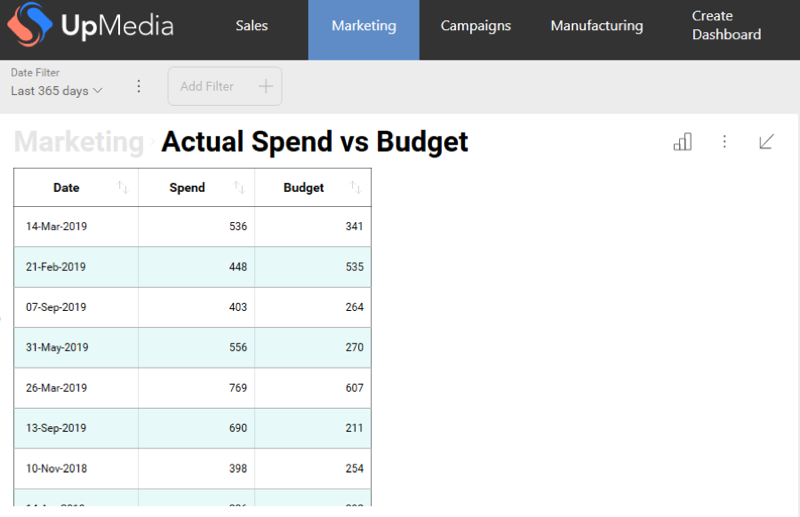 UpMedia
Sales
Marketing
Campaigns
Manufacturing
Create
Dashboard
Date Filter
Last 365 days
Add Filter
Marketing Actual Spend vs Budget
Date Spend Budget
14-Mar-2019 536 341
21-Feb-2019 448 535
07-Sep-2019 403 264
31-May-2019 556 270
26-Mar-2019 769 607
13-Sep-2019 690 211
10-Nov-2018 398 254